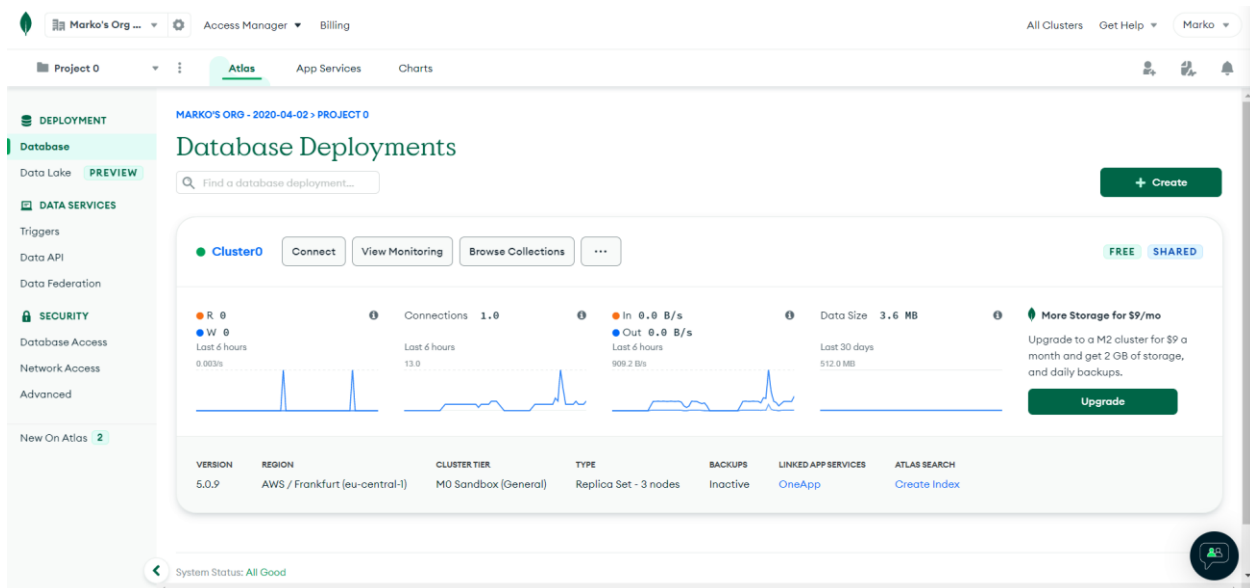 Marko's Org ...
Access Manager
Billing
All Clusters
Get Help
Marko
Project 0
Atlas
App Services
Charts
DEPLOYMENT
Database
Data Lake PREVIEW
DATA SERVICES
Triggers
Data API
Data Federation
SECURITY
Database Access
Network Access
Advanced
New On Atlas 2
MARKO'S ORG - 2020-04-02 > PROJECT 0
Database Deployments
Find a database deployment...
+ Create
Cluster0
Connect
View Monitoring
Browse Collections
...
FREE
SHARED
R 0
W 0
Last 6 hours
0.003/s
Connections 1.0
Last 6 hours
13.0
In 0.0 B/s
Out 0.0 B/s
Last 6 hours
909.2 B/s
Data Size 3.6 MB
Last 30 days
512.0 MB
More Storage for $9/mo
Upgrade to a M2 cluster for $9 a
month and get 2 GB of storage,
and daily backups.
Upgrade
VERSION
5.0.9
REGION
AWS / Frankfurt (eu-central-1)
CLUSTER TIER
M0 Sandbox (General)
TYPE
Replica Set - 3 nodes
BACKUPS
Inactive
LINKED APP SERVICES
OneApp
ATLAS SEARCH
Create Index
System Status: All Good